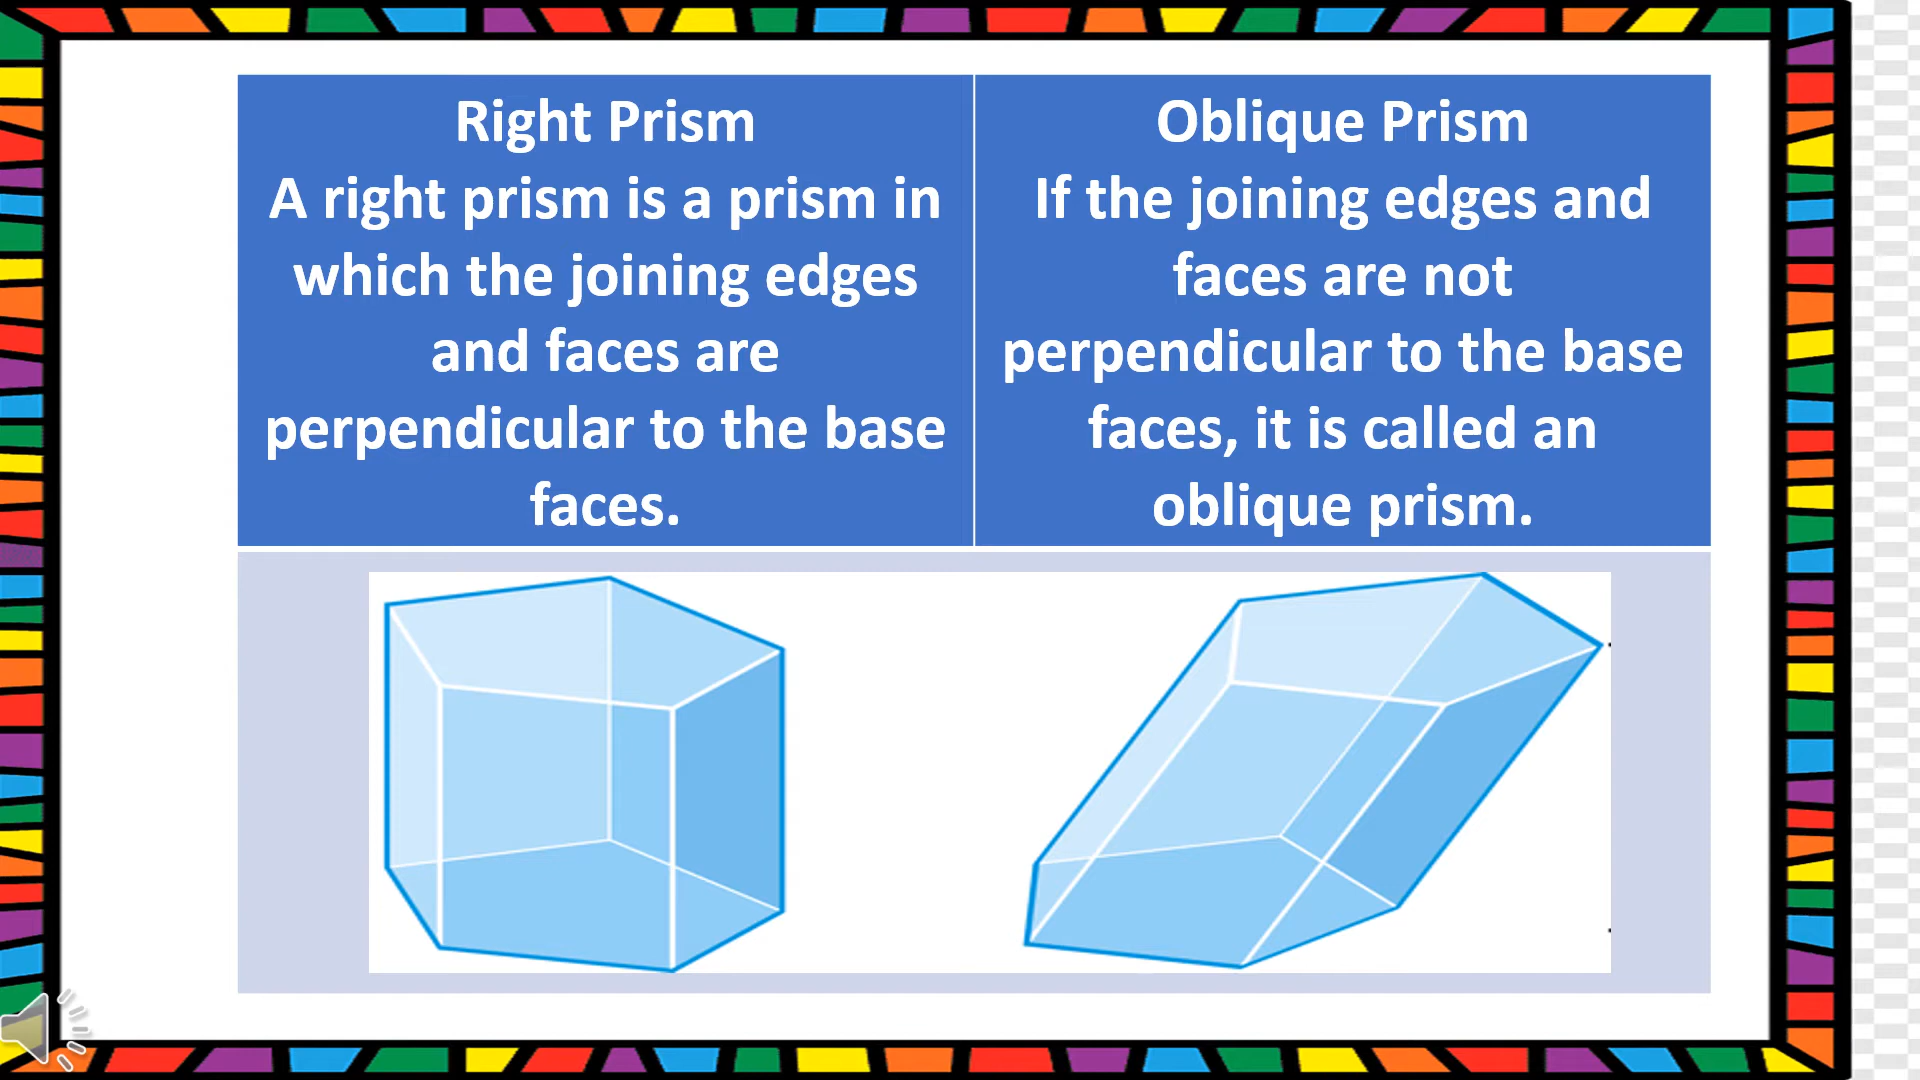 Right Prism
A right prism is a prism in
which the joining edges
and faces are
perpendicular to the base
faces.
Oblique Prism
If the joining edges and
faces are not
perpendicular to the base
faces, it is called an
oblique prism.